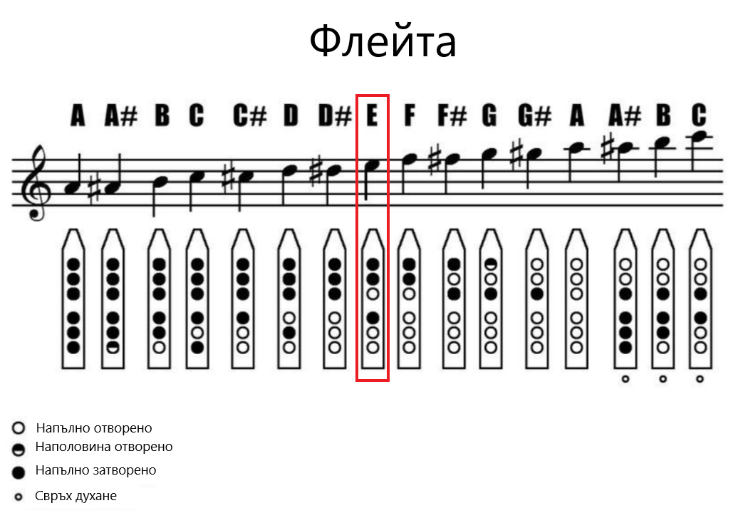 Флейта
A A# B C C# D D# E F F# G G# A A# B C
Напълно отворено
Наполовина отворено
Напълно затворено
Свръх духане